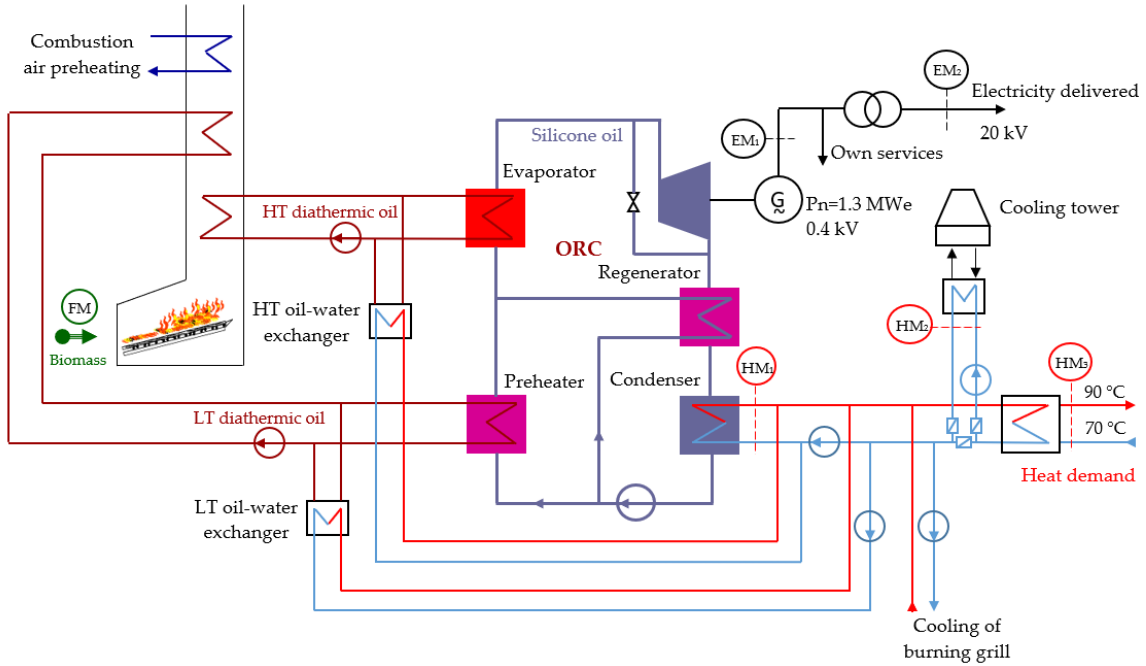 Combustion
air preheating
EM₂
Electricity delivered
20 kV
Silicone oil
EM₁
Own services
Evaporator
G
~
Pn=1.3 MWe
0.4 kV
Cooling tower
HT diathermic oil
ORC
Regenerator
FM
Biomass
HT oil-water
exchanger
HM₂
Preheater
Condenser
HM₁
HM₃
90 °C
LT diathermic oil
70 °C
Heat demand
LT oil-water
exchanger
Cooling of
burning grill